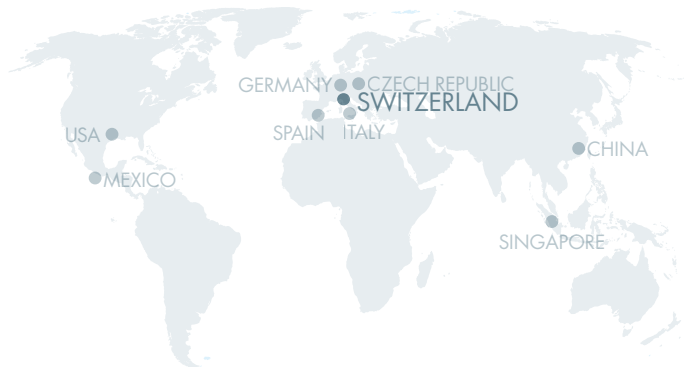 GERMANY
CZECH REPUBLIC
SWITZERLAND
SPAIN
ITALY
USA
CHINA
MEXICO
SINGAPORE